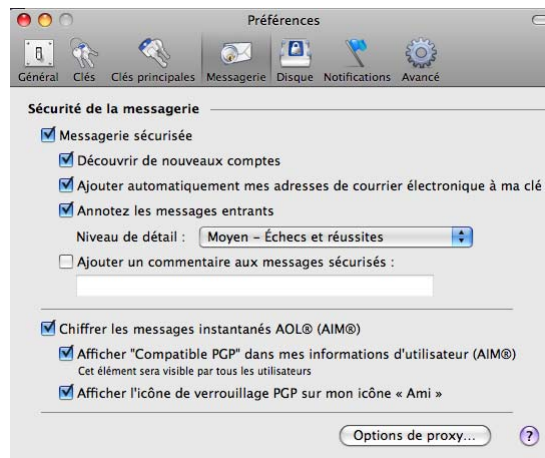 Préférences
Général Clés Clés principales Messagerie Disque Notifications Avancé
Sécurité de la messagerie
Messagerie sécurisée
Découvrir de nouveaux comptes
Ajouter automatiquement mes adresses de courrier électronique à ma clé
Annotez les messages entrants
Niveau de détail : Moyen – Échecs et réussites
Ajouter un commentaire aux messages sécurisés :
Chiffrer les messages instantanés AOL® (AIM®)
Afficher "Compatible PGP" dans mes informations d'utilisateur (AIM®)
Cet élément sera visible par tous les utilisateurs
Afficher l'icône de verrouillage PGP sur mon icône « Ami »
Options de proxy... ?